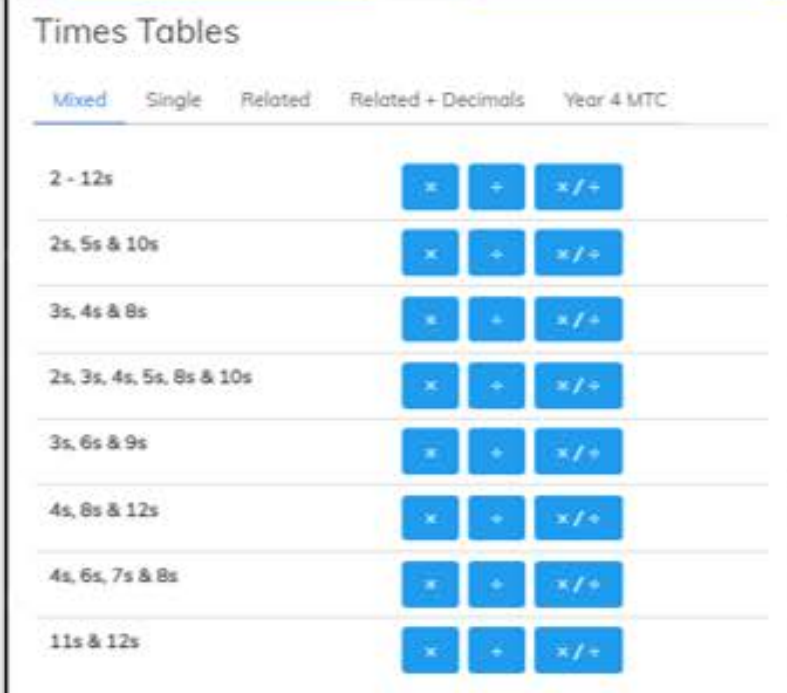 Times Tables
Mixed Single Related Related + Decimals Year 4 MTC
2 - 12s × ÷ ×/÷
2s, 5s & 10s × ÷ ×/÷
3s, 4s & 8s × ÷ ×/÷
2s, 3s, 4s, 5s, 8s & 10s × ÷ ×/÷
3s, 6s & 9s × ÷ ×/÷
4s, 8s & 12s × ÷ ×/÷
4s, 6s, 7s & 8s × ÷ ×/÷
11s & 12s × ÷ ×/÷